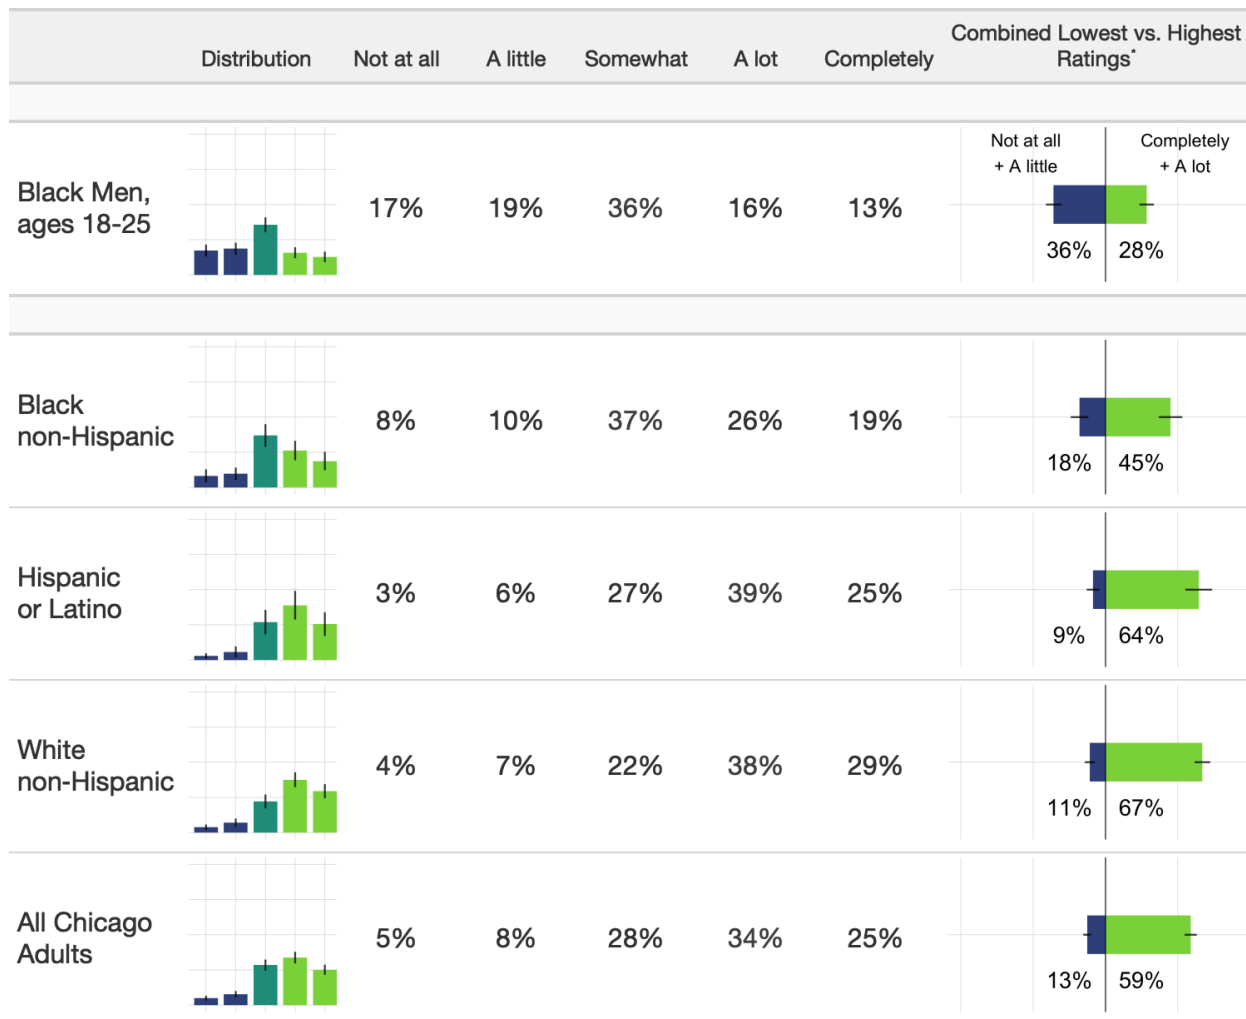 Combined Lowest vs. Highest
Distribution Not at all A little Somewhat A lot Completely Ratings*
Not at all Completely
+ A little + A lot
Black Men,
ages 18-25
17% 19% 36% 16% 13%
36% 28%
Black
non-Hispanic
8% 10% 37% 26% 19%
18% 45%
Hispanic
or Latino
3% 6% 27% 39% 25%
9% 64%
White
non-Hispanic
4% 7% 22% 38% 29%
11% 67%
All Chicago
Adults
5% 8% 28% 34% 25%
13% 59%